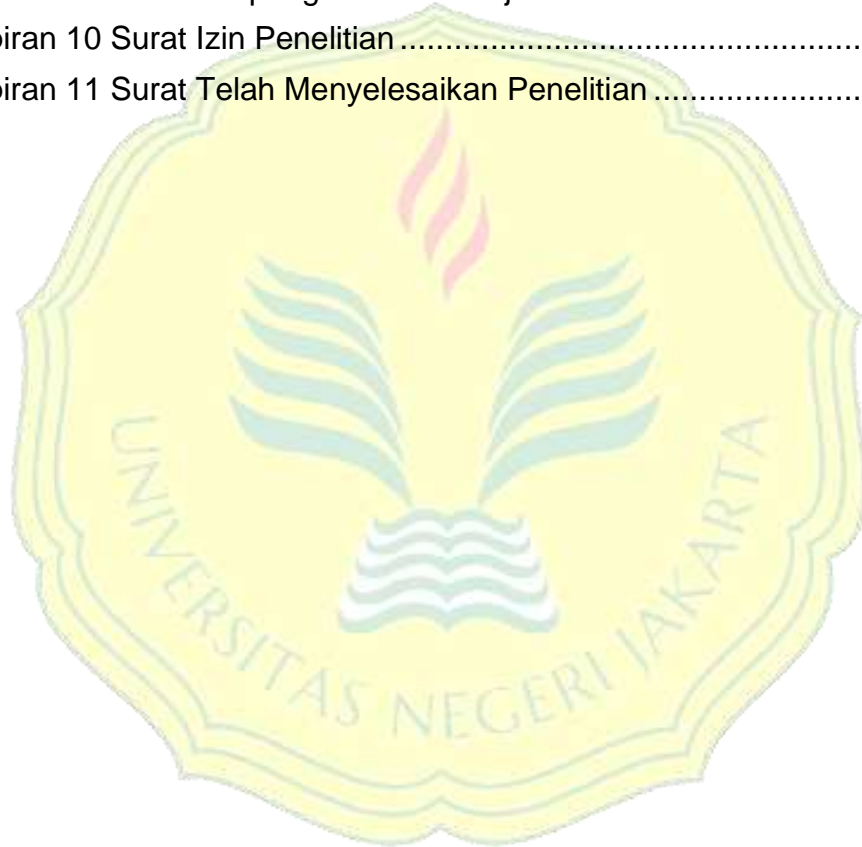 piran 10 Surat Izin Penelitian....................................................
piran 11 Surat Telah Menyelesaikan Penelitian.......................
UNIVERSITAS NEGERI JAKARTA